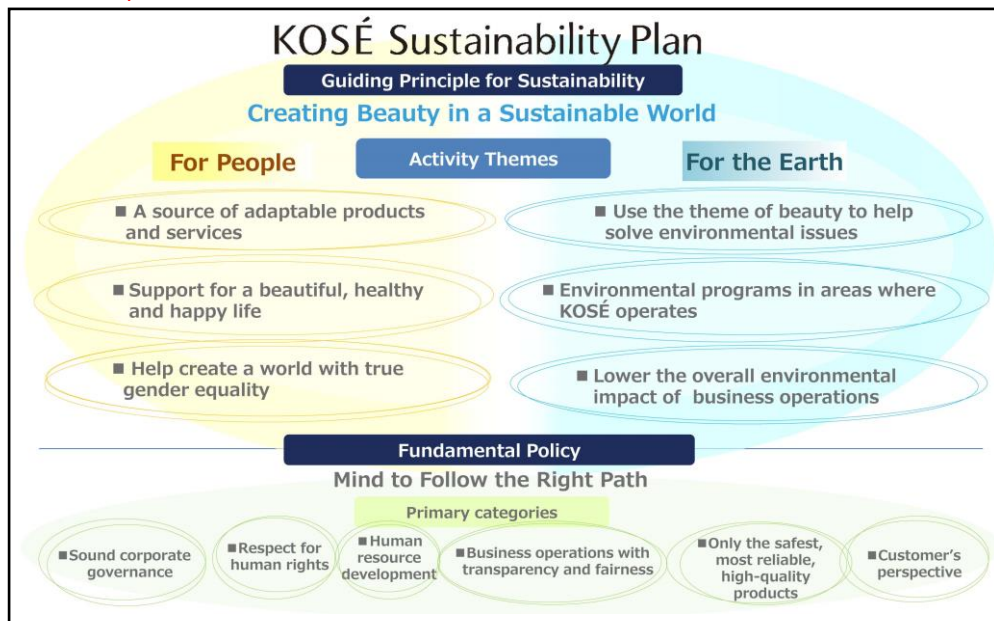 KOSÉ Sustainability Plan
Guiding Principle for Sustainability
Creating Beauty in a Sustainable World
For People
Activity Themes
For the Earth
■ A source of adaptable products
and services
■ Support for a beautiful, healthy
and happy life
■ Help create a world with true
gender equality
■ Use the theme of beauty to help
solve environmental issues
■ Environmental programs in areas where
KOSÉ operates
■ Lower the overall environmental
impact of business operations
Fundamental Policy
Mind to Follow the Right Path
Primary categories
■Sound corporate
governance
■Respect for
human rights
■Human
resource
development
■Business operations with
transparency and fairness
■Only the safest,
most reliable,
high-quality
products
■Customer's
perspective